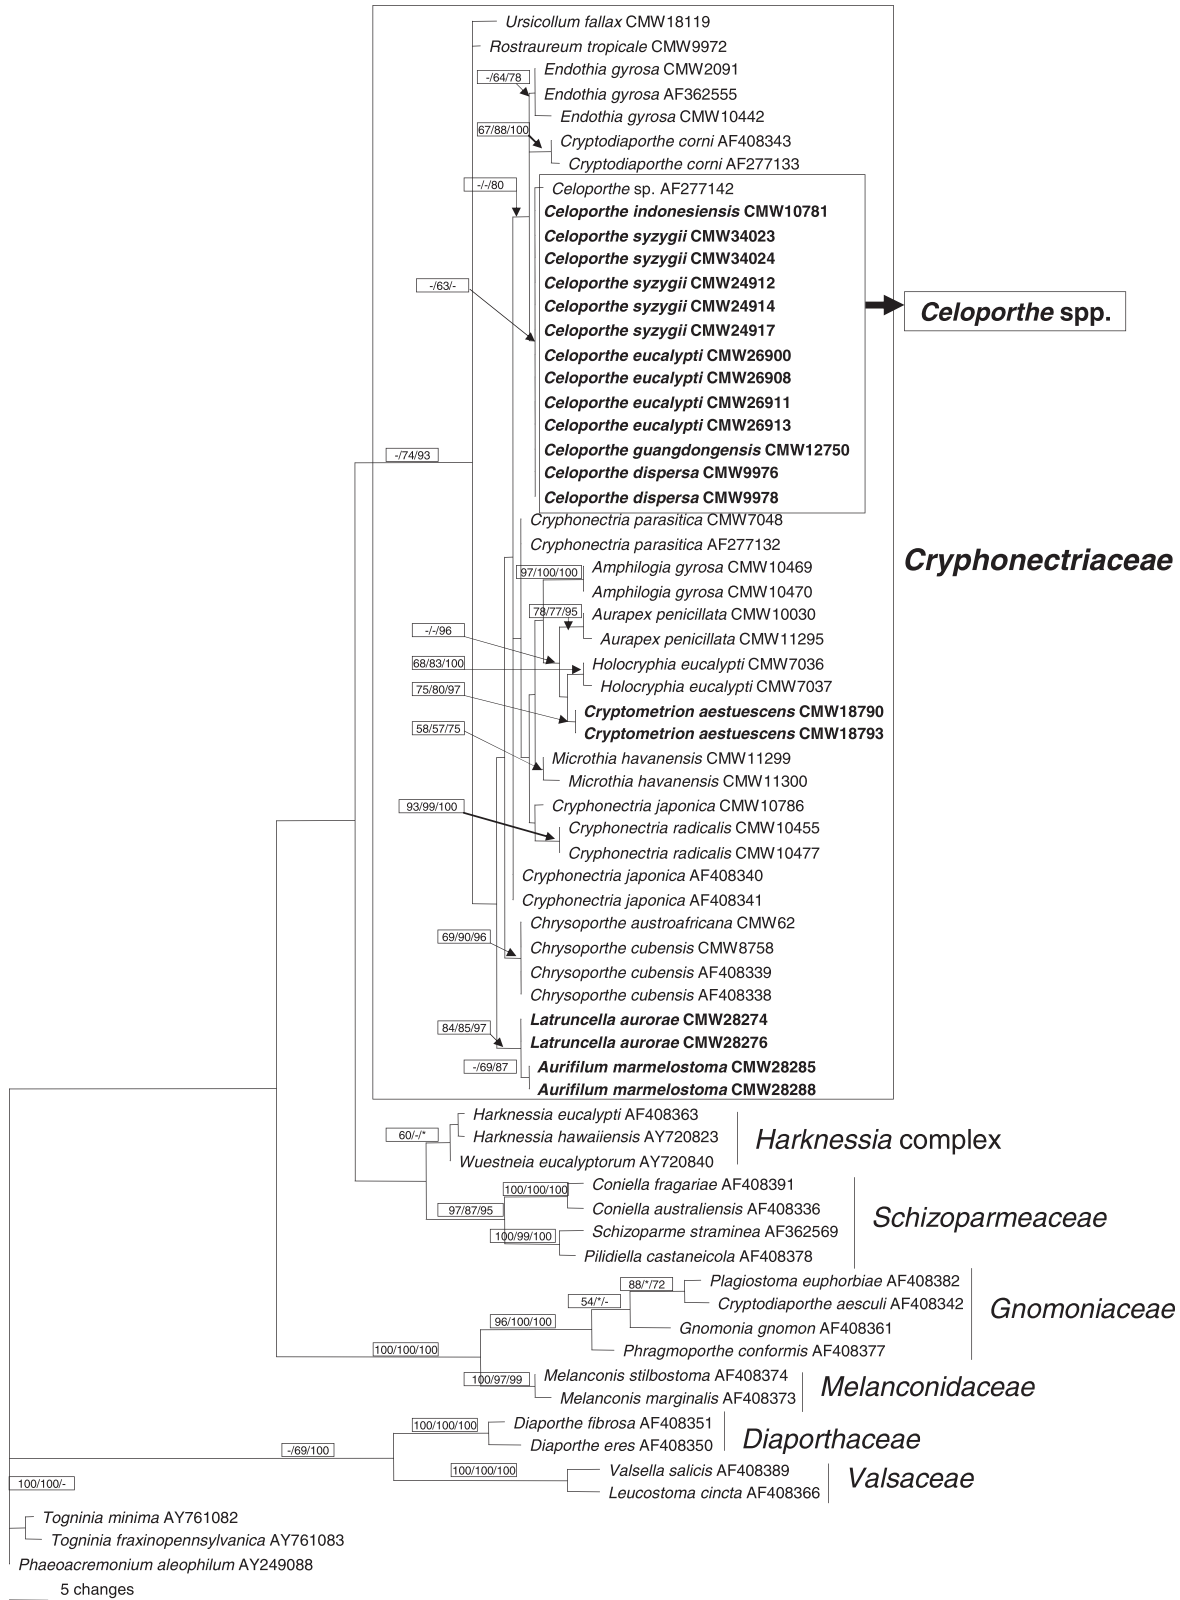 Ursicollum fallax CMW18119
Rostraureum tropicale CMW9972
Endothia gyrosa CMW2091
-/64/78
Endothia gyrosa AF362555
Endothia gyrosa CMW10442
67/88/100
Cryptodiaporthe corni AF408343
Cryptodiaporthe corni AF277133
-/-/80
Celoporthe sp. AF277142
Celoporthe indonesiensis CMW10781
Celoporthe syzygii CMW34023
Celoporthe syzygii CMW34024
-/63/-
Celoporthe syzygii CMW24912
Celoporthe syzygii CMW24914
Celoporthe spp.
Celoporthe syzygii CMW24917
Celoporthe eucalypti CMW26900
Celoporthe eucalypti CMW26908
Celoporthe eucalypti CMW26911
Celoporthe eucalypti CMW26913
Celoporthe guangdongensis CMW12750
-/74/93
Celoporthe dispersa CMW9976
Celoporthe dispersa CMW9978
Cryphonectria parasitica CMW7048
Cryphonectria parasitica AF277132
Cryphonectriaceae
97/100/100
Amphilogia gyrosa CMW10469
Amphilogia gyrosa CMW10470
78/77/95
Aurapex penicillata CMW10030
-/-/96
Aurapex penicillata CMW11295
68/83/100
Holocryphia eucalypti CMW7036
Holocryphia eucalypti CMW7037
75/80/97
Cryptometrion aestuescens CMW18790
58/57/75
Cryptometrion aestuescens CMW18793
Microthia havanensis CMW11299
Microthia havanensis CMW11300
93/99/100
Cryphonectria japonica CMW10786
Cryphonectria radicalis CMW10455
Cryphonectria radicalis CMW10477
Cryphonectria japonica AF408340
Cryphonectria japonica AF408341
Chrysoporthe austroafricana CMW62
69/90/96
Chrysoporthe cubensis CMW8758
Chrysoporthe cubensis AF408339
Chrysoporthe cubensis AF408338
Latruncella aurorae CMW28274
84/85/97
Latruncella aurorae CMW28276
-/69/87
Aurifilum marmelostoma CMW28285
Aurifilum marmelostoma CMW28288
Harknessia eucalypti AF408363
60/-/*
Harknessia hawaiiensis AY720823
Harknessia complex
Wuestneia eucalyptorum AY720840
Coniella fragariae AF408391
100/100/100
97/87/95
Coniella australiensis AF408336
Schizoparmeaceae
Schizoparme straminea AF362569
100/99/100
Pilidiella castaneicola AF408378
Plagiostoma euphorbiae AF408382
88/*/72
54/*/-
Cryptodiaporthe aesculi AF408342
Gnomoniaceae
96/100/100
Gnomonia gnomon AF408361
100/100/100
Phragmoporthe conformis AF408377
100/97/99
Melanconis stilbostoma AF408374
Melanconidaceae
Melanconis marginalis AF408373
100/100/100
Diaporthe fibrosa AF408351
Diaporthaceae
-/69/100
Diaporthe eres AF408350
100/100/100
Valsella salicis AF408389
Valsaceae
100/100/-
Leucostoma cincta AF408366
Togninia minima AY761082
Togninia fraxinopennsylvanica AY761083
Phaeoacremonium aleophilum AY249088
5 changes